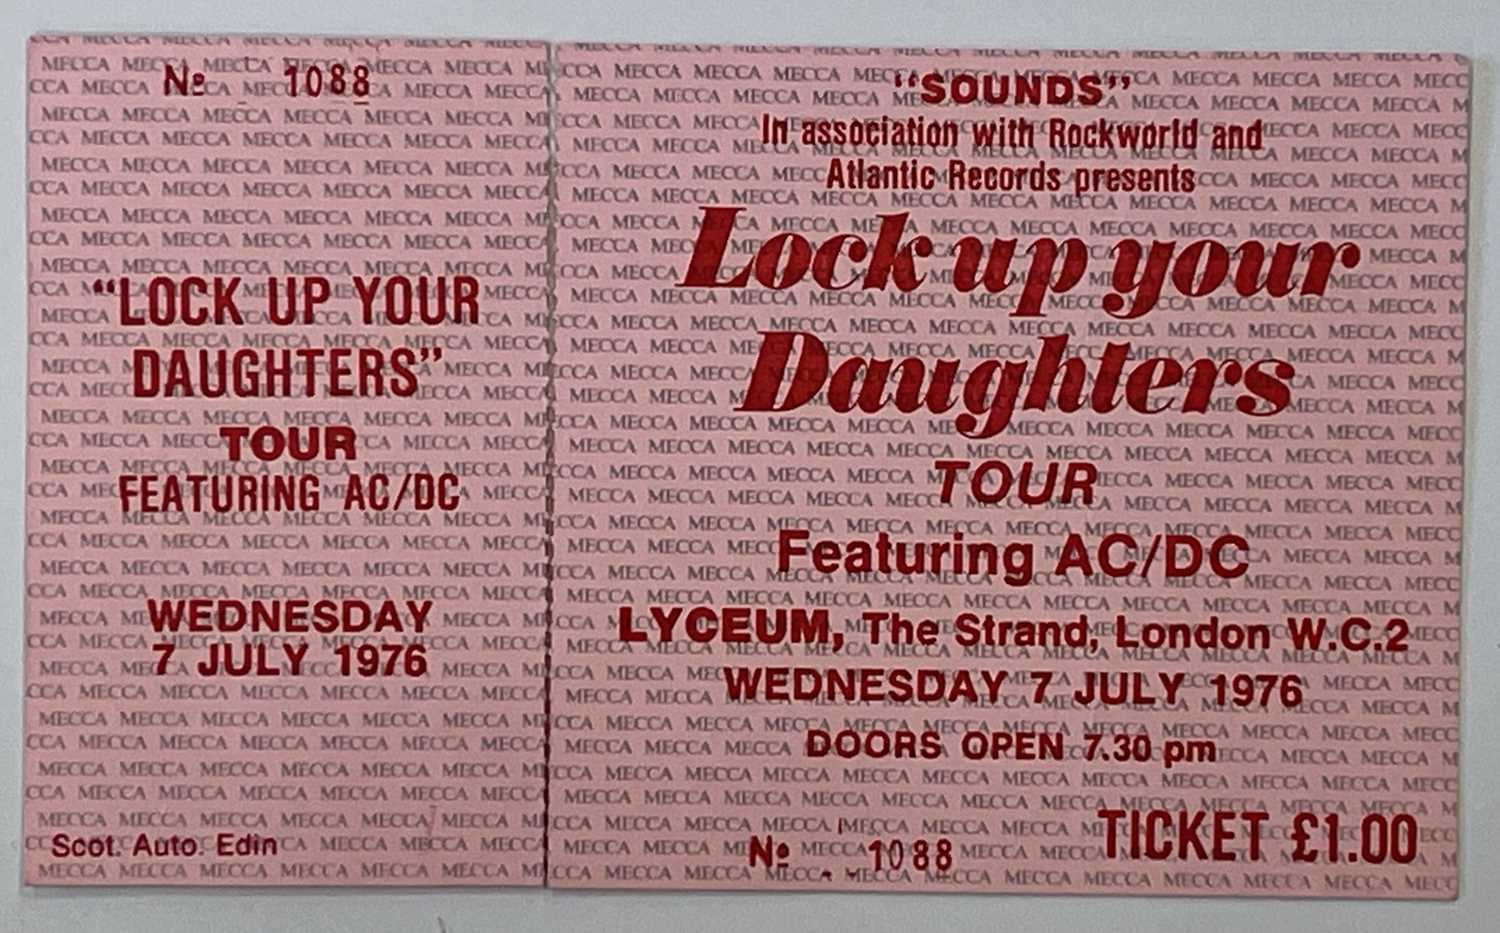 Nº 1088
"LOCK UP YOUR
DAUGHTERS"
TOUR
FEATURING AC/DC
WEDNESDAY
7 JULY 1976
Scot. Auto. Edin
"SOUNDS"
In association with Rockworld and
Atlantic Records presents
Lock up your
Daughters
TOUR
Featuring AC/DC
LYCEUM, The Strand, London W.C.2
WEDNESDAY 7 JULY 1976
DOORS OPEN 7.30 pm
Nº 1088
TICKET £1.00
MECCA